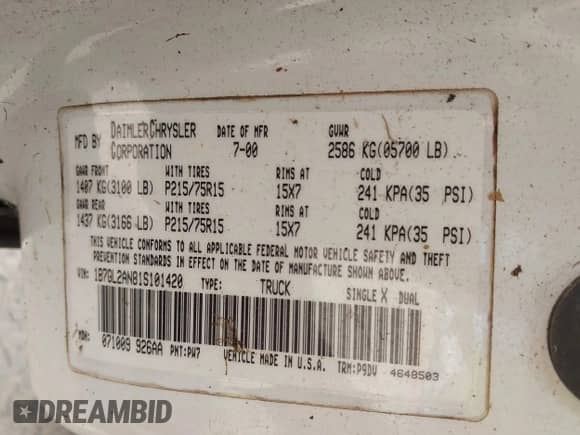 MFD BY DAIMLERCHRYSLER CORPORATION DATE OF MFR 7-00 GVWR 2586 KG(05700 LB)
GAWR FRONT WITH TIRES RIMS AT COLD
1407 KG(3100 LB) P215/75R15 15X7 241 KPA(35 PSI)
GAWR REAR WITH TIRES RIMS AT COLD
1437 KG(3166 LB) P215/75R15 15X7 241 KPA(35 PSI)
THIS VEHICLE CONFORMS TO ALL APPLICABLE FEDERAL MOTOR VEHICLE SAFETY AND THEFT
PREVENTION STANDARDS IN EFFECT ON THE DATE OF MANUFACTURE SHOWN ABOVE.
VIN: 1B7GL2AN81S101420 TYPE: TRUCK SINGLE X DUAL
MDH: 071009 926AA PNT:PW7 VEHICLE MADE IN U.S.A. TRM:P9DV 4648503
DREAMBID